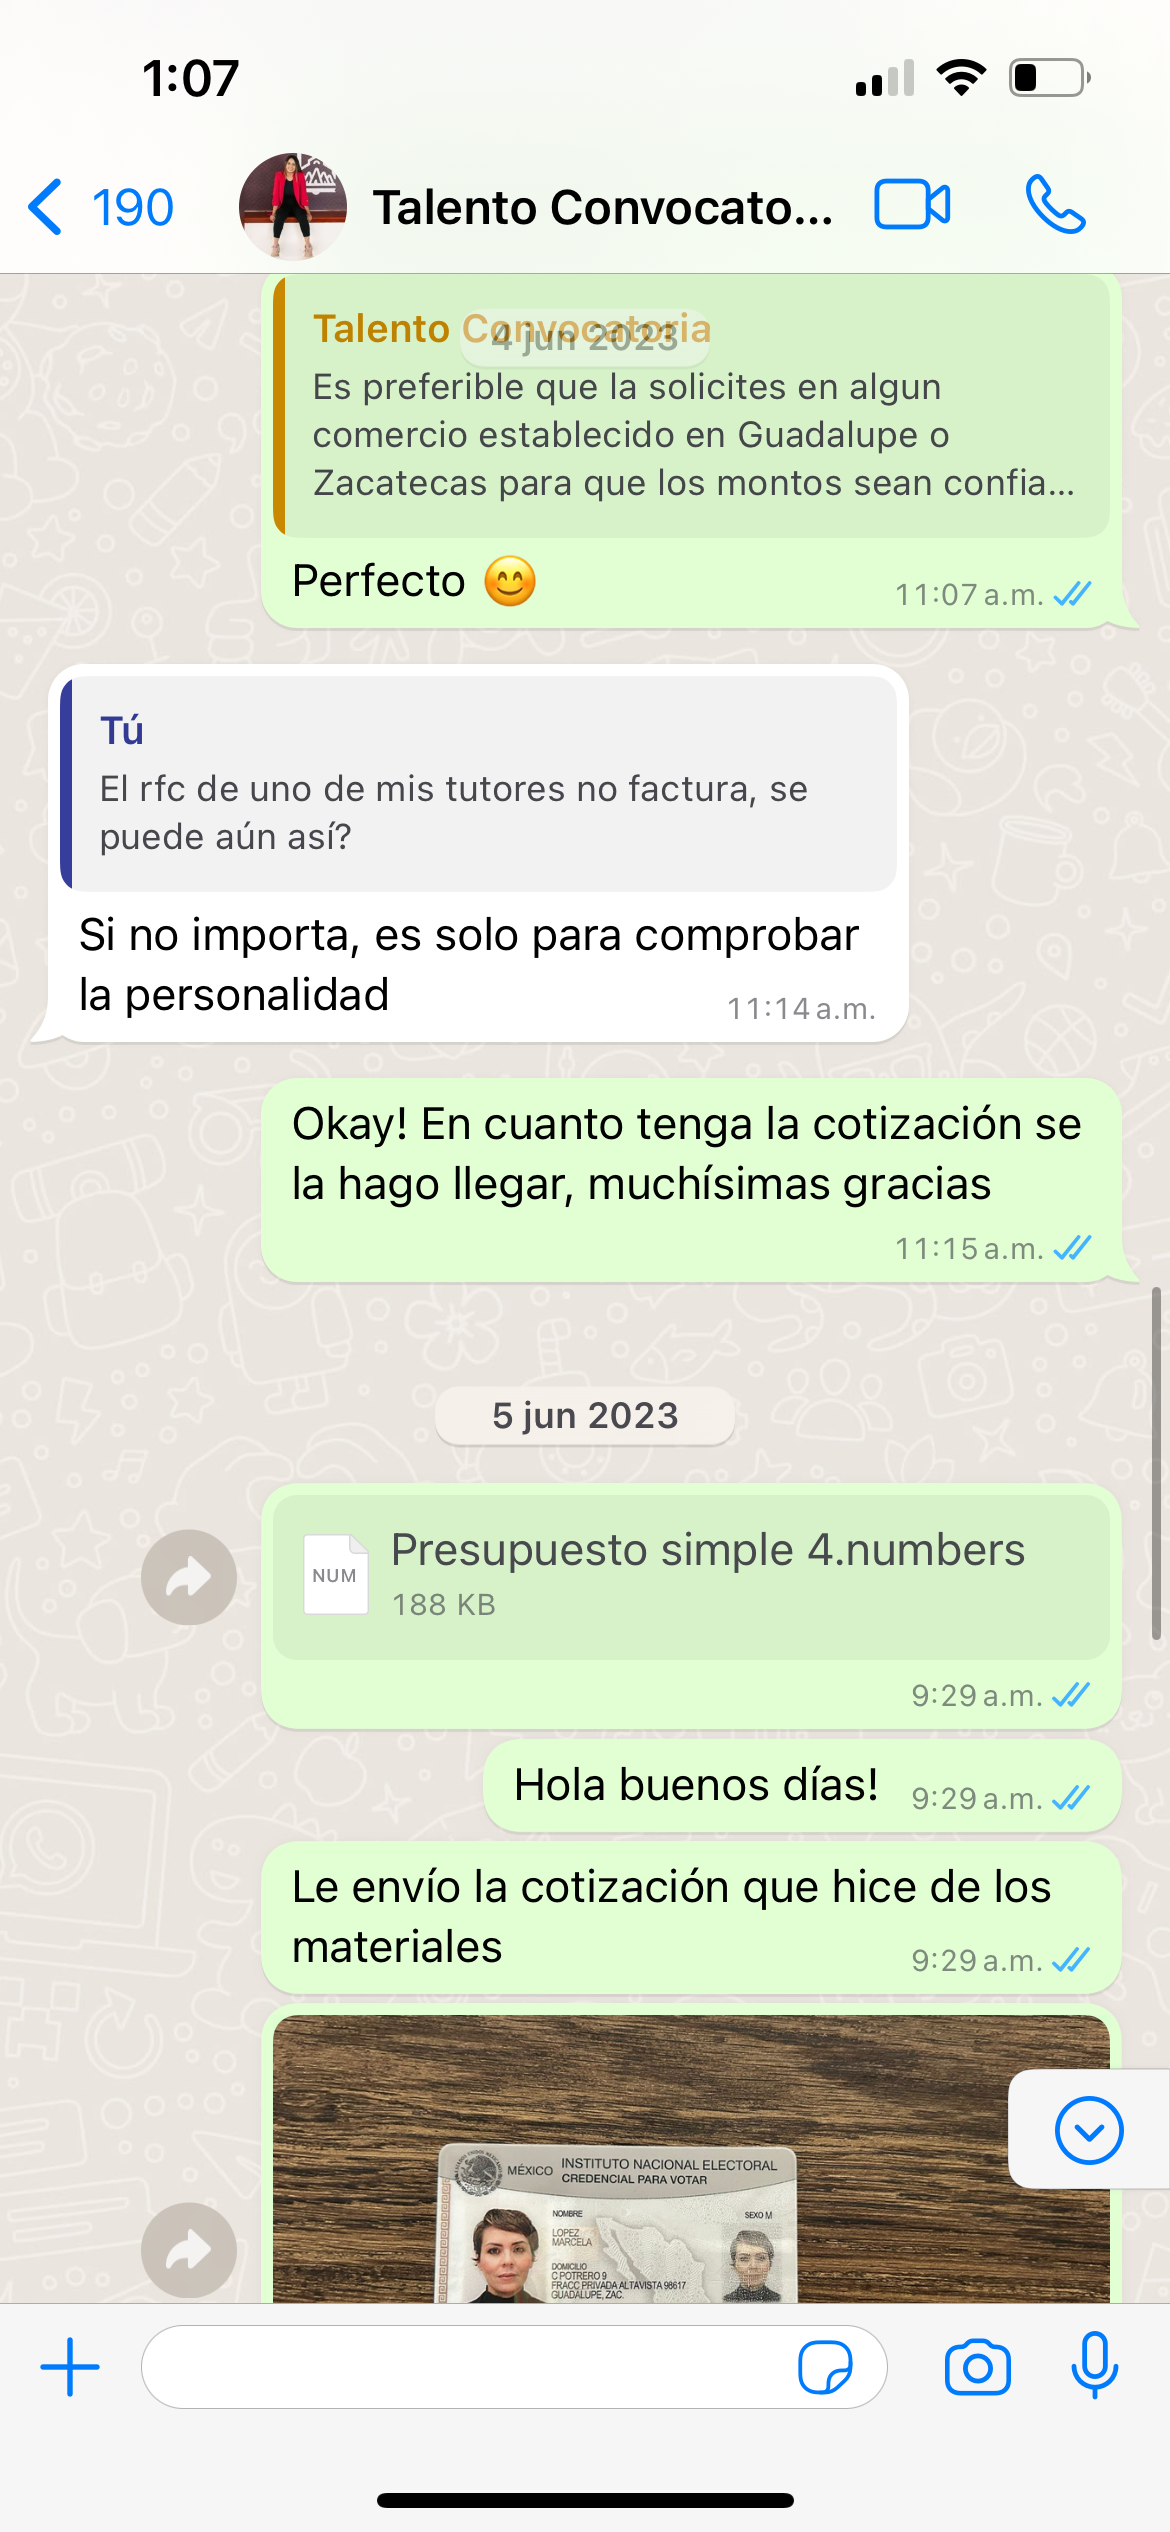 1:07
190
Talento Convocato...
4 jun 2023
Talento Convocatoria
Es preferible que la solicites en algun
comercio establecido en Guadalupe o
Zacatecas para que los montos sean confia...
Perfecto 😊
11:07 a.m.
Tú
El rfc de uno de mis tutores no factura, se
puede aún así?
Si no importa, es solo para comprobar
la personalidad
11:14 a.m.
Okay! En cuanto tenga la cotización se
la hago llegar, muchísimas gracias
11:15 a.m.
5 jun 2023
NUM
Presupuesto simple 4.numbers
188 KB
9:29 a.m.
Hola buenos días!
9:29 a.m.
Le envío la cotización que hice de los
materiales
9:29 a.m.
MÉXICO INSTITUTO NACIONAL ELECTORAL
CREDENCIAL PARA VOTAR
NOMBRE
SEXO M
LOPEZ
MARCELA
DOMICILIO
C POTRERO 9
FRACC PRIVADA ALTAVISTA 98617
GUADALUPE, ZAC.